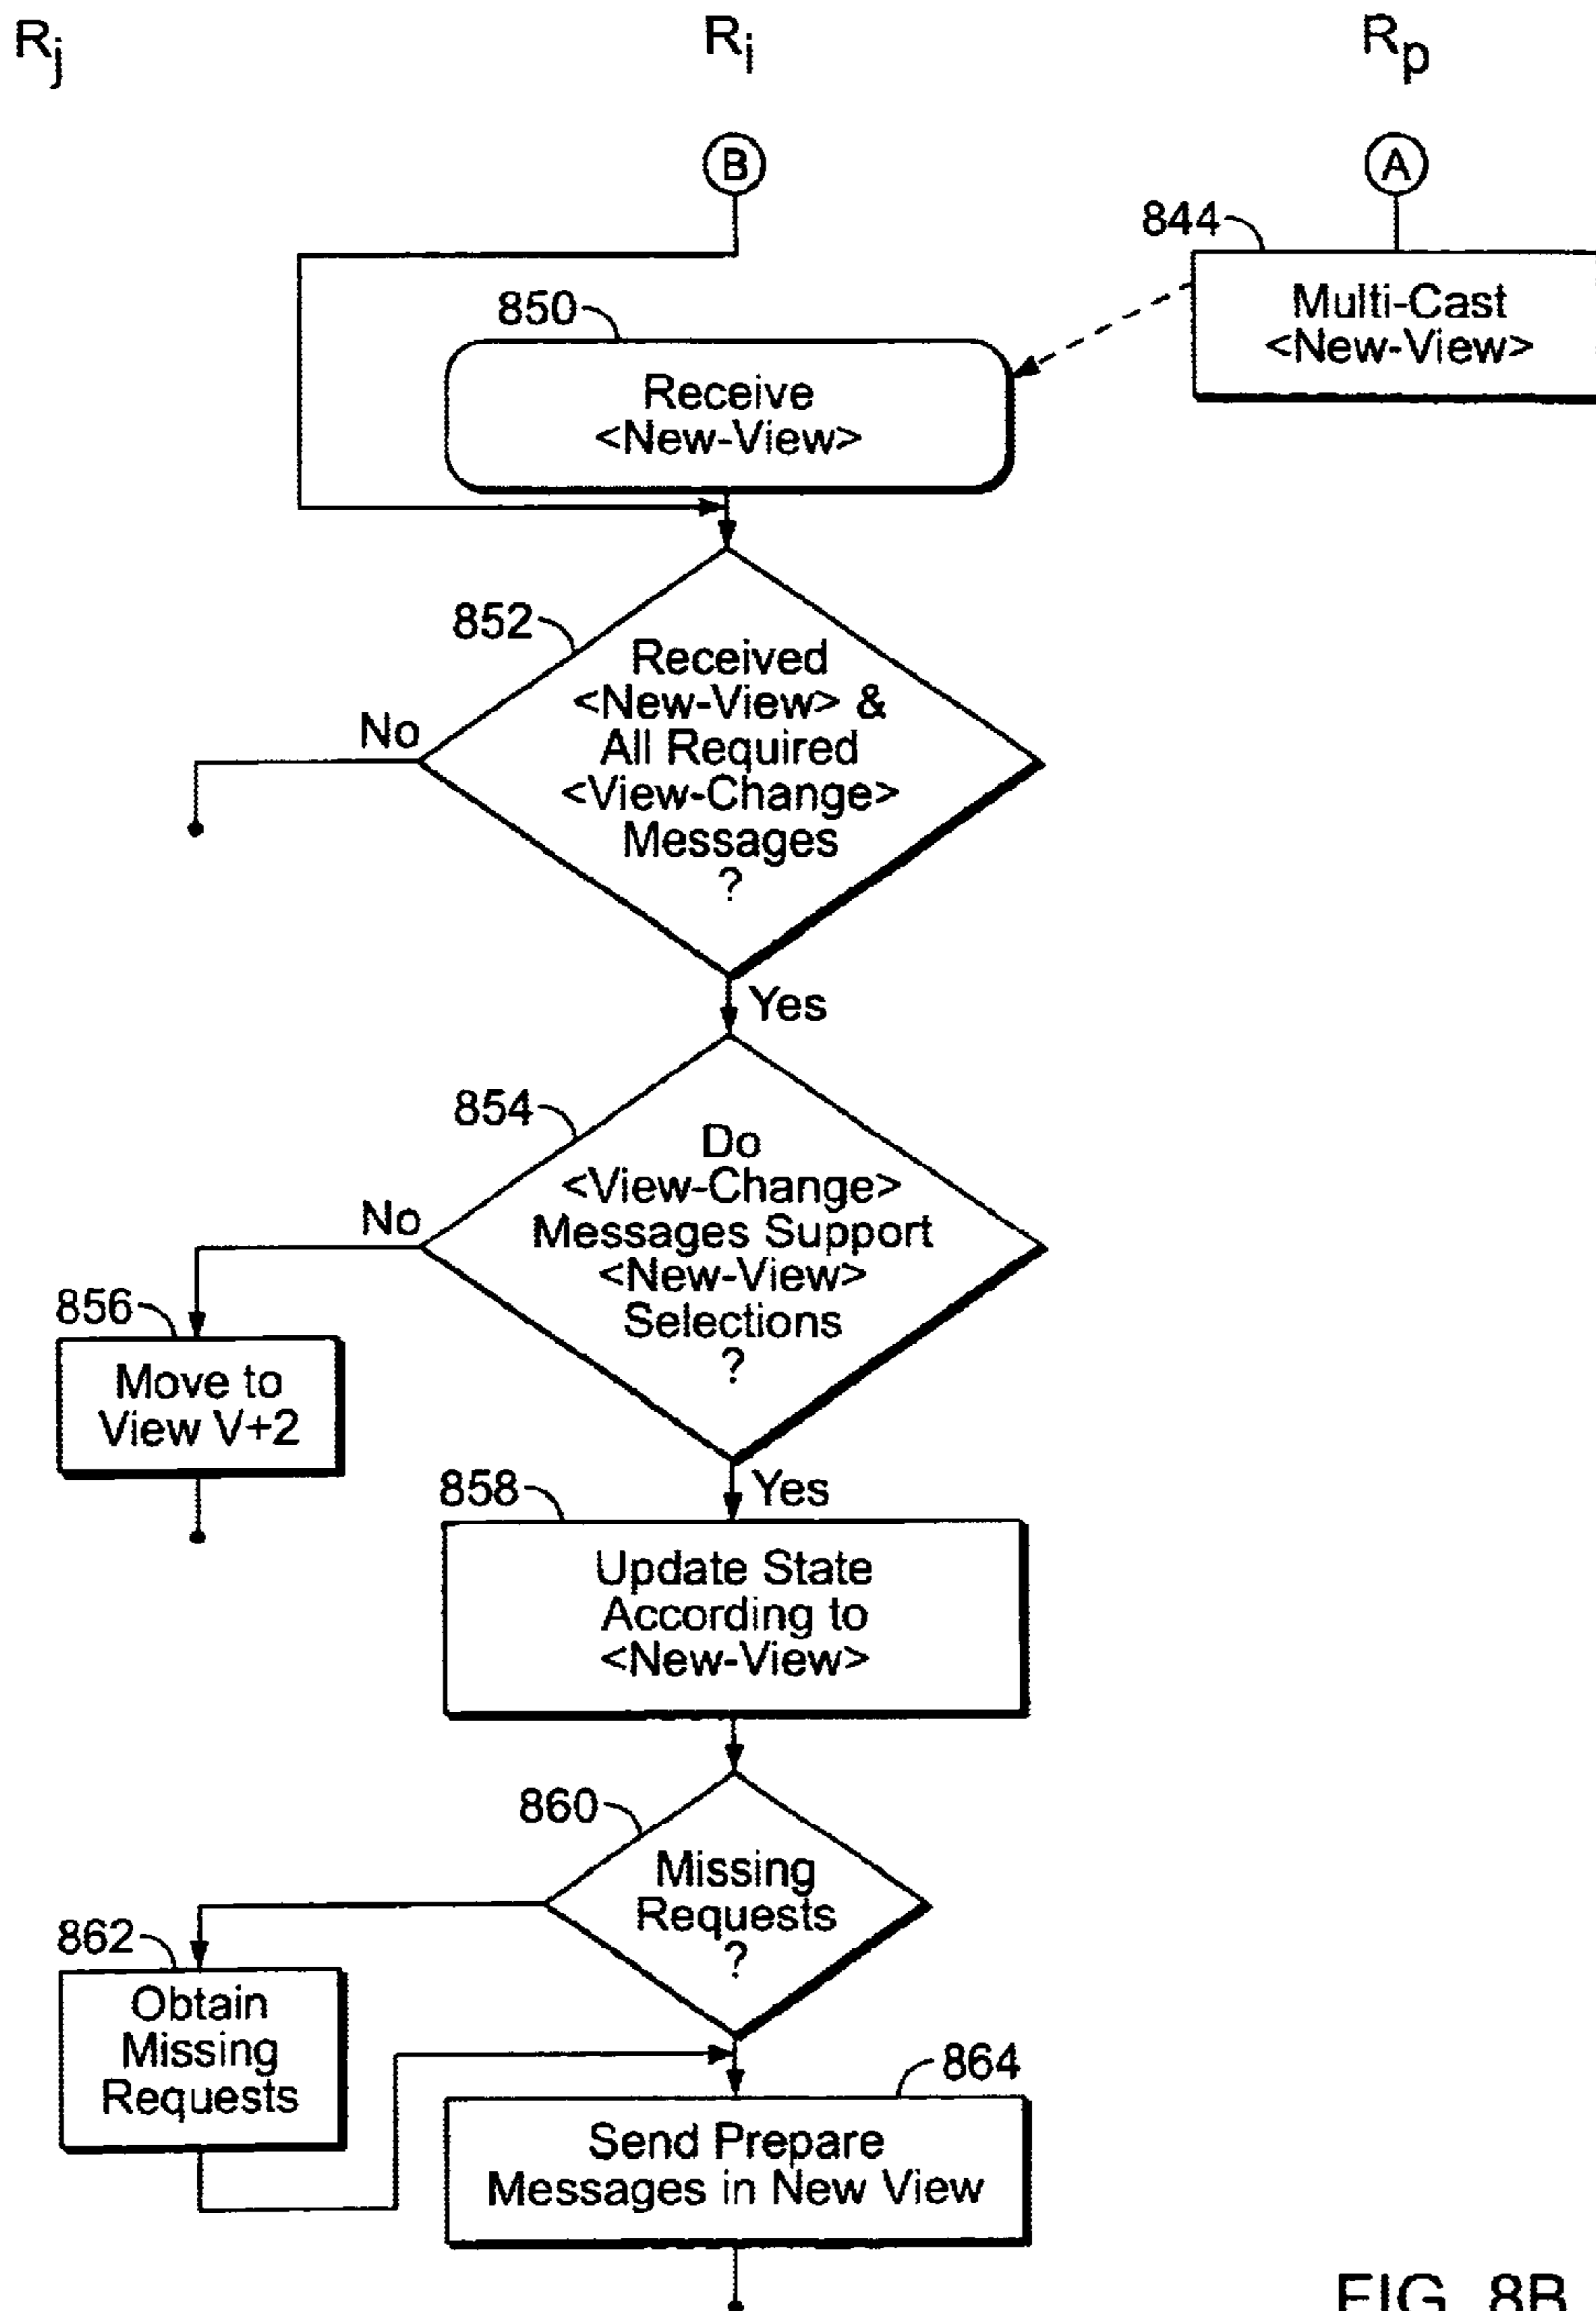 Rj Ri Rp
B A
844
Multi-Cast
<New-View>
850
Receive
<New-View>
852
Received
<New-View> &
All Required
<View-Change>
Messages
?
No
Yes
854
Do
<View-Change>
Messages Support
<New-View>
Selections
?
No
856
Move to
View V+2
Yes
858
Update State
According to
<New-View>
860
Missing
Requests
?
862
Obtain
Missing
Requests
864
Send Prepare
Messages in New View
FIG. 8B